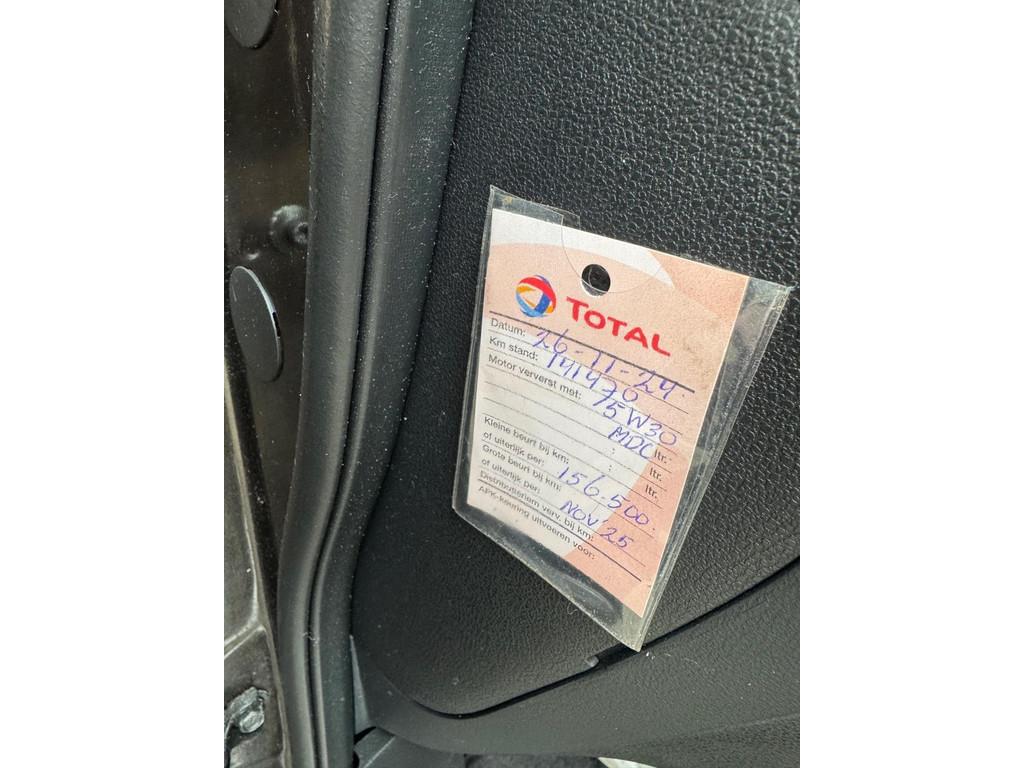 TOTAL
Datum: 26-11-24
Km stand: 141470
Motor ververst met: 5W30
MDC ltr.
: ltr.
: ltr.
Kleine beurt bij km:
of uiterlijk per:
Grote beurt bij km: 156.500.
of uiterlijk per: NOV '25
Distributieriem verv. bij km:
APK-keuring uitvoeren voor: